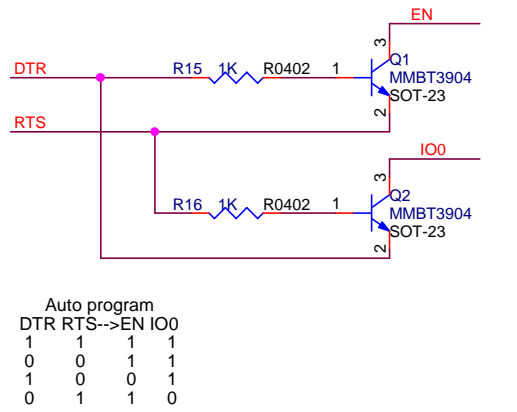 EN
DTR R15 1K R0402 1 3 Q1
MMBT3904
SOT-23
2
RTS
IO0
R16 1K R0402 1 3 Q2
MMBT3904
SOT-23
2
Auto program
DTR RTS-->EN IO0
1 1 1 1
0 0 1 1
1 0 0 1
0 1 1 0